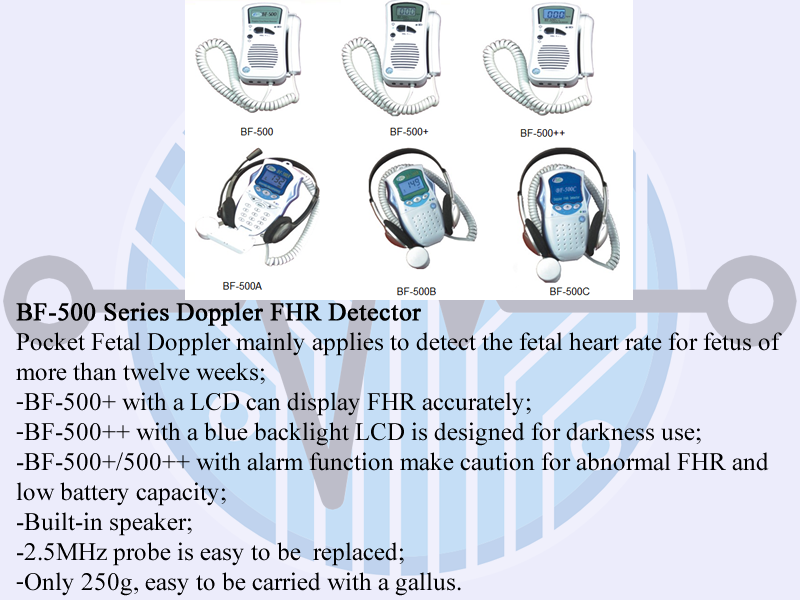 BF-500
BF-500+
BF-500++
BF-500A
BF-500B
BF-500C
BF-500 Series Doppler FHR Detector
Pocket Fetal Doppler mainly applies to detect the fetal heart rate for fetus of
more than twelve weeks;
-BF-500+ with a LCD can display FHR accurately;
-BF-500++ with a blue backlight LCD is designed for darkness use;
-BF-500+/500++ with alarm function make caution for abnormal FHR and
low battery capacity;
-Built-in speaker;
-2.5MHz probe is easy to be  replaced;
-Only 250g, easy to be carried with a gallus.